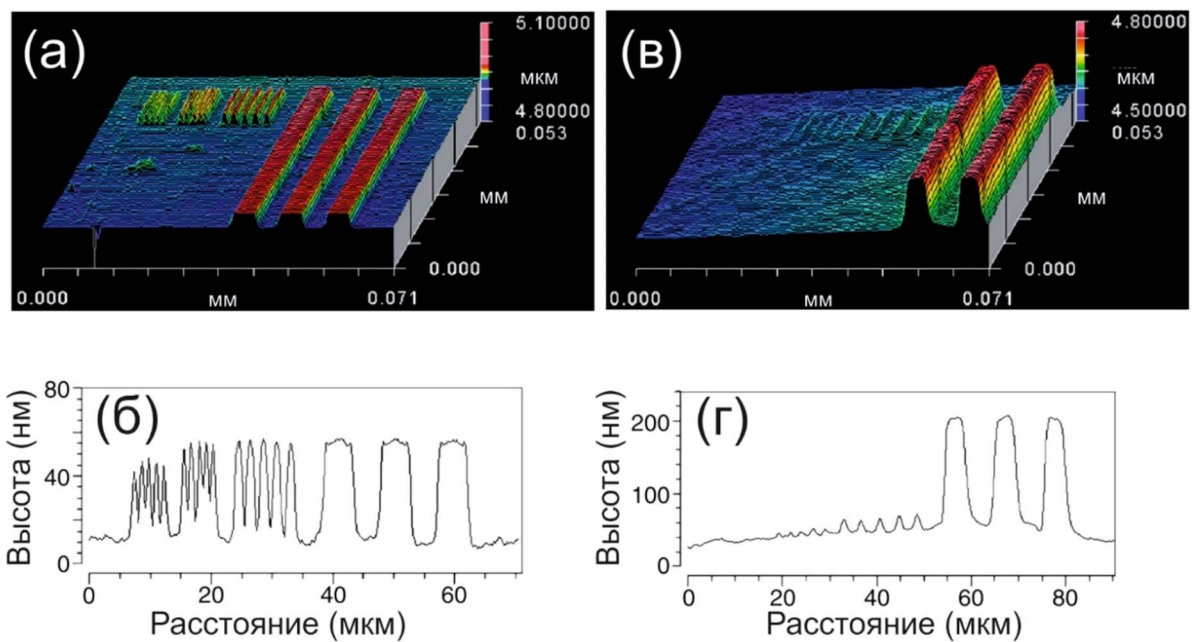 (а)
5.10000
мкм
4.80000
0.053
мм
0.000
0.000
мм
0.071
(в)
4.80000
мкм
4.50000
0.053
мм
0.000
0.000
мм
0.071
(б)
Высота (нм)
80
40
0
0
20
40
60
Расстояние (мкм)
(г)
Высота (нм)
200
100
0
0
20
40
60
80
Расстояние (мкм)